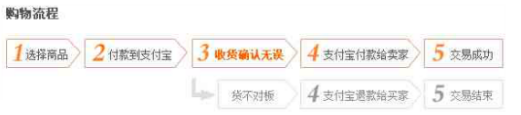 购物流程
1 选择商品 2 付款到支付宝 3 收货确认无误 4 支付宝付款给卖家 5 交易成功
货不对板 4 支付宝退款给买家 5 交易结束